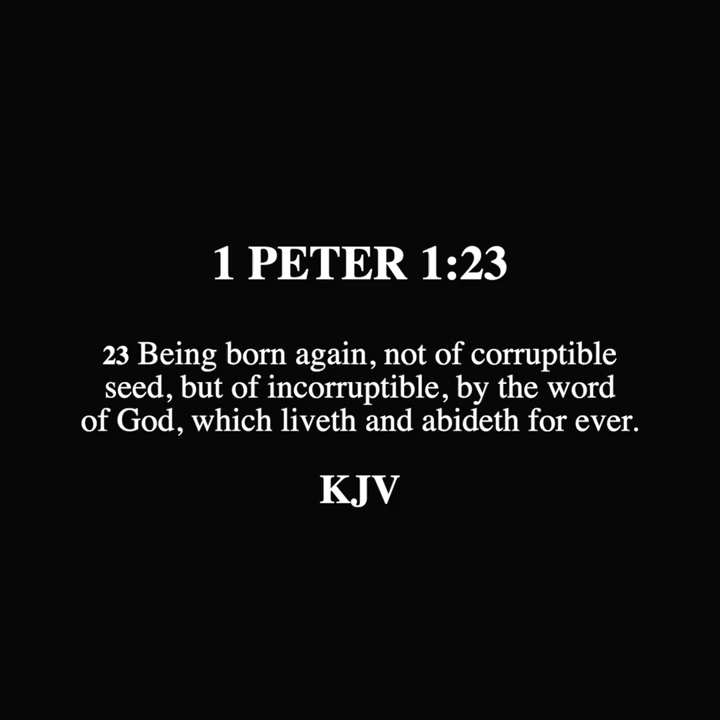 1 PETER 1:23
23 Being born again, not of corruptible
seed, but of incorruptible, by the word
of God, which liveth and abideth for ever.
KJV